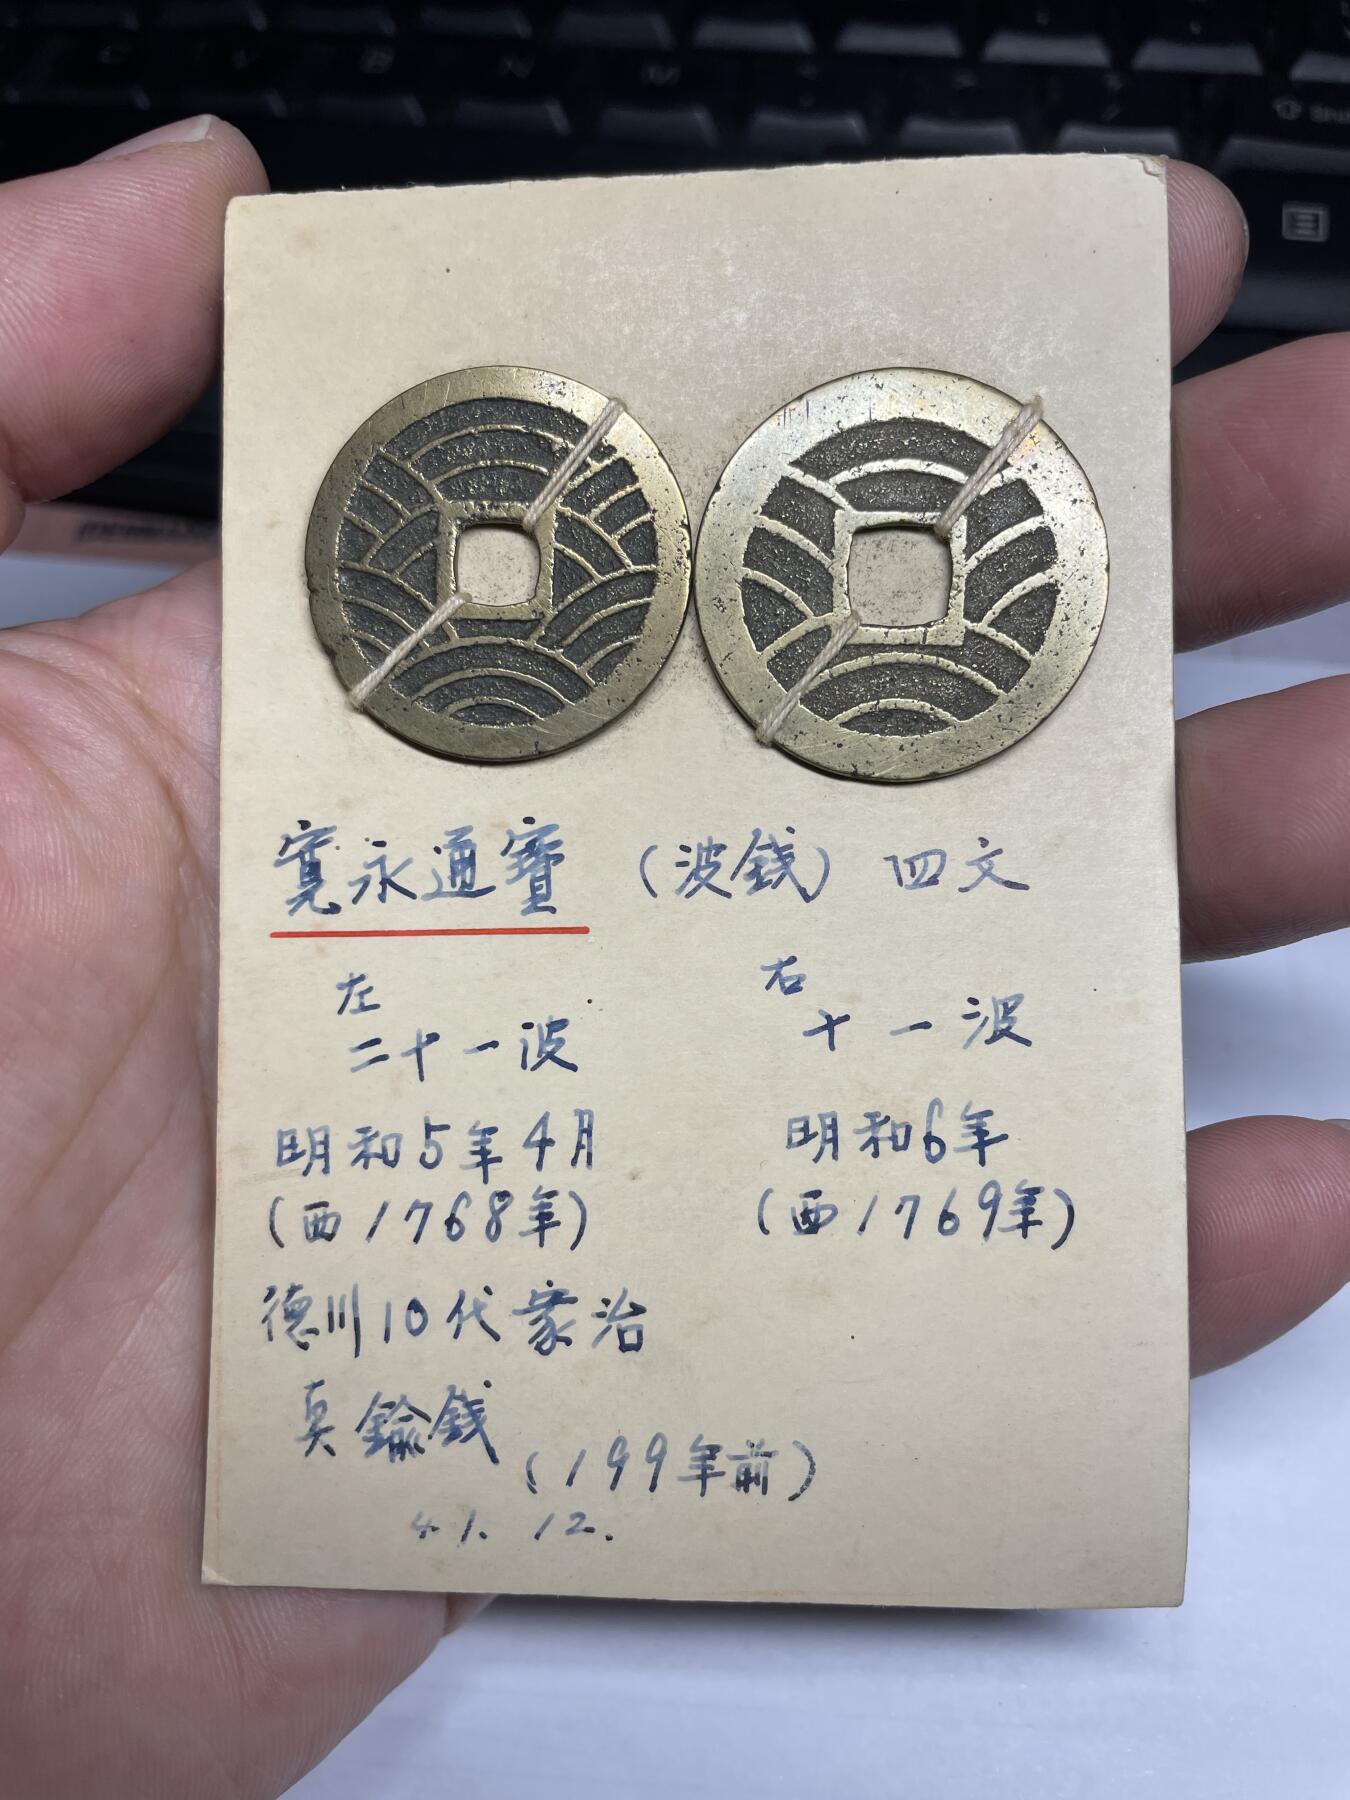 C V B N M
寛永通寶 (波銭) 四文
左
二十一波
明和5年4月
(西1768年)
右
十一波
明和6年
(西1769年)
徳川10代家治
真鍮銭
(199年前)
41. 12.